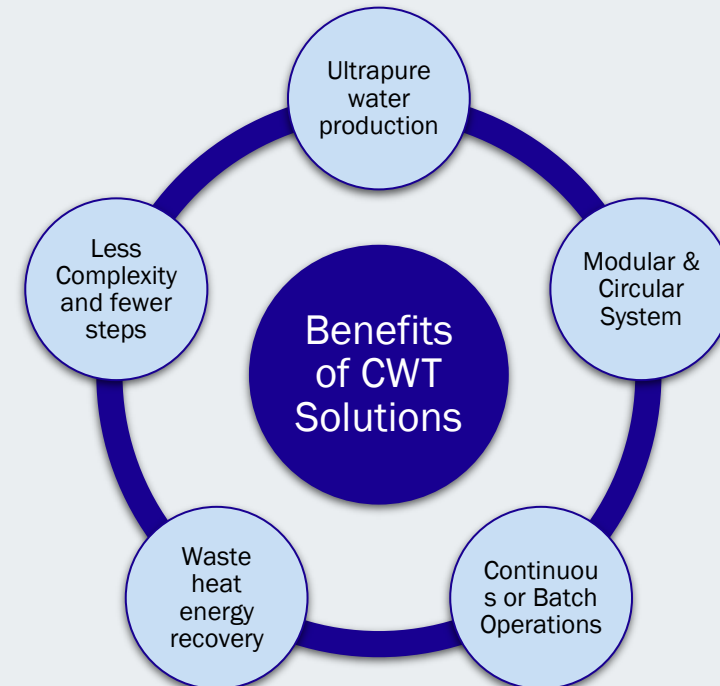 Ultrapure
water
production
Modular &
Circular
System
Continuou
s or Batch
Operations
Waste
heat
energy
recovery
Less
Complexity
and fewer
steps
Benefits
of CWT
Solutions